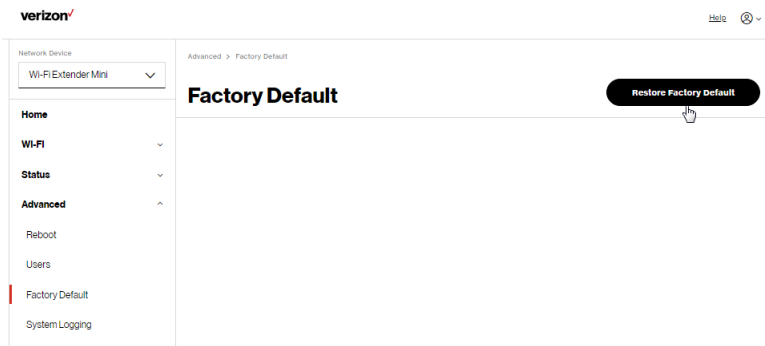 verizon
Help
Network Device
Wi-Fi Extender Mini
Advanced > Factory Default
Factory Default
Restore Factory Default
Home
Wi-Fi
Status
Advanced
Reboot
Users
Factory Default
System Logging